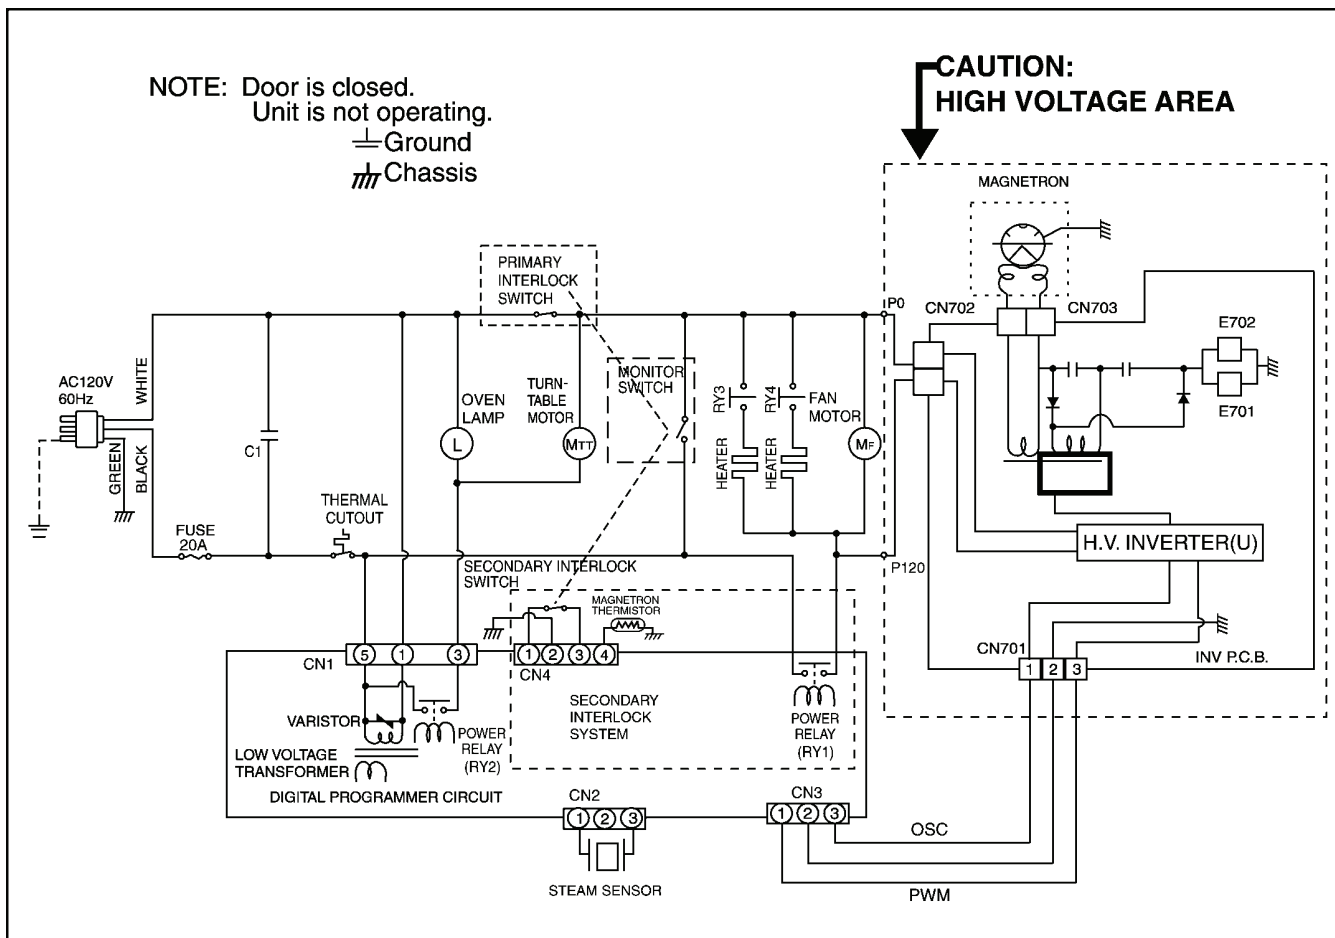 NOTE: Door is closed.
Unit is not operating.
Ground
Chassis
CAUTION:
HIGH VOLTAGE AREA
MAGNETRON
PRIMARY
INTERLOCK
SWITCH
P0
CN702
CN703
E702
E701
AC120V
60Hz
WHITE
BLACK
GREEN
C1
OVEN
LAMP
L
TURN-
TABLE
MOTOR
MTT
MONITOR
SWITCH
RY3
RY4
HEATER
HEATER
FAN
MOTOR
MF
FUSE
20A
THERMAL
CUTOUT
SECONDARY INTERLOCK
SWITCH
P120
H.V. INVERTER(U)
MAGNETRON
THERMISTOR
CN1
5 1 3
1 2 3 4
CN4
CN701
1 2 3
INV P.C.B.
VARISTOR
POWER
RELAY
(RY2)
SECONDARY
INTERLOCK
SYSTEM
POWER
RELAY
(RY1)
LOW VOLTAGE
TRANSFORMER
DIGITAL PROGRAMMER CIRCUIT
CN2
1 2 3
CN3
1 2 3
STEAM SENSOR
OSC
PWM